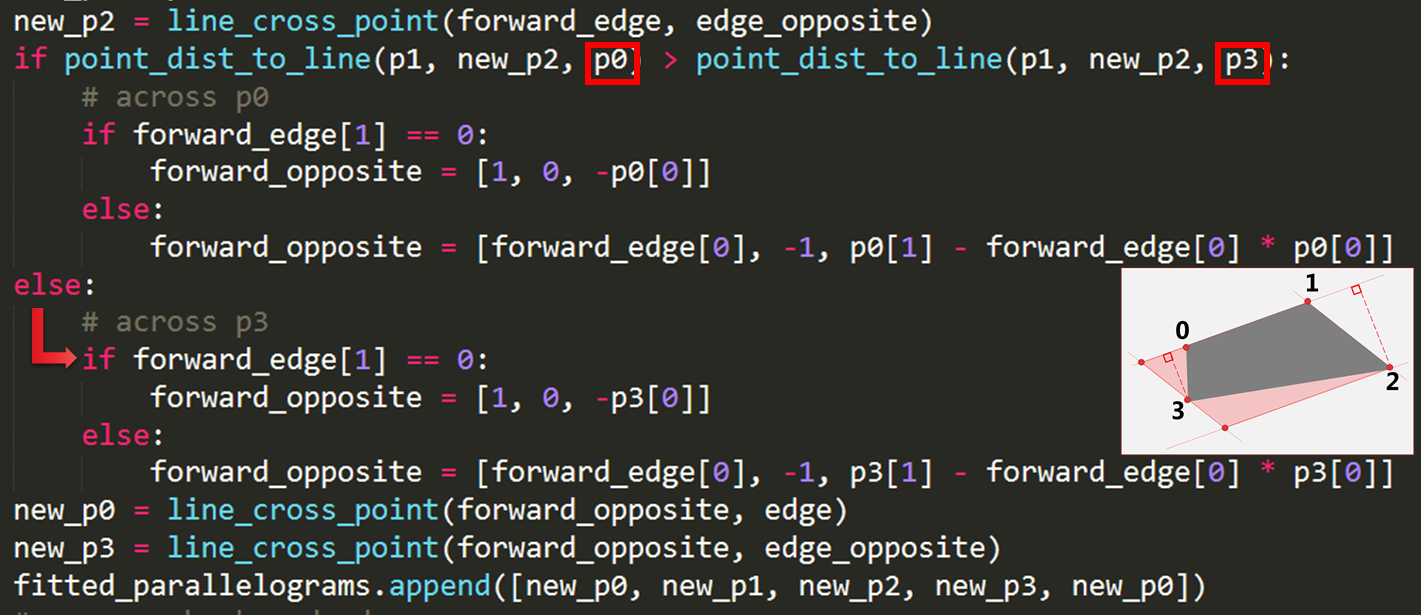 new_p2 = line_cross_point(forward_edge, edge_opposite)
if point_dist_to_line(p1, new_p2, p0) > point_dist_to_line(p1, new_p2, p3):
# across p0
if forward_edge[1] == 0:
forward_opposite = [1, 0, -p0[0]]
else:
forward_opposite = [forward_edge[0], -1, p0[1] - forward_edge[0] * p0[0]]
else:
# across p3
if forward_edge[1] == 0:
forward_opposite = [1, 0, -p3[0]]
else:
forward_opposite = [forward_edge[0], -1, p3[1] - forward_edge[0] * p3[0]]
new_p0 = line_cross_point(forward_opposite, edge)
new_p3 = line_cross_point(forward_opposite, edge_opposite)
fitted_parallelograms.append([new_p0, new_p1, new_p2, new_p3, new_p0])
1
0
2
3